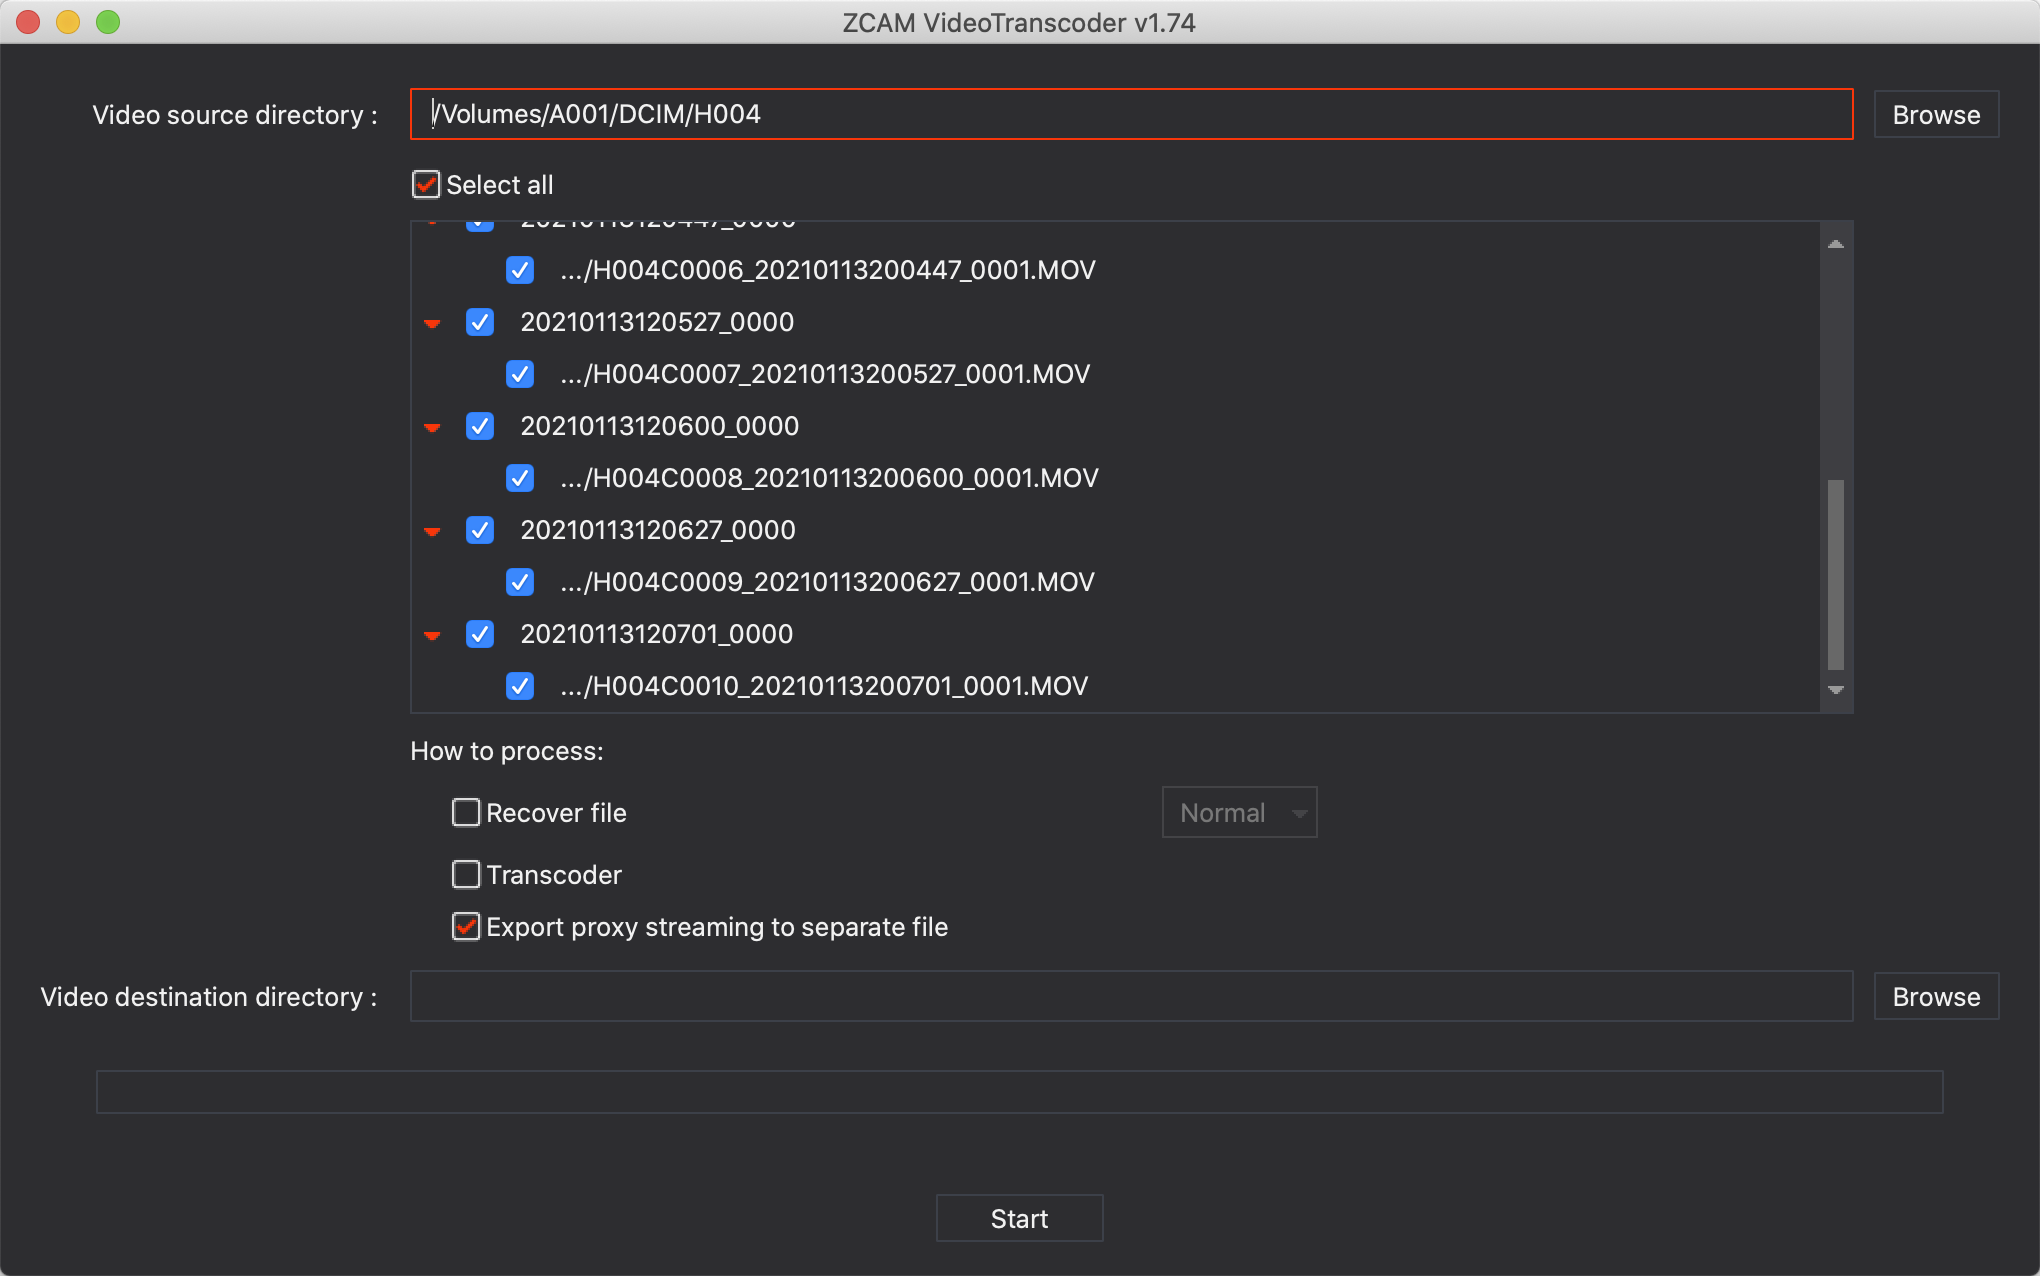 ZCAM VideoTranscoder v1.74
Video source directory : /Volumes/A001/DCIM/H004 Browse
Select all
20210113120447_0000
.../H004C0006_20210113200447_0001.MOV
20210113120527_0000
.../H004C0007_20210113200527_0001.MOV
20210113120600_0000
.../H004C0008_20210113200600_0001.MOV
20210113120627_0000
.../H004C0009_20210113200627_0001.MOV
20210113120701_0000
.../H004C0010_20210113200701_0001.MOV
How to process:
Recover file Normal
Transcoder
Export proxy streaming to separate file
Video destination directory : Browse
Start